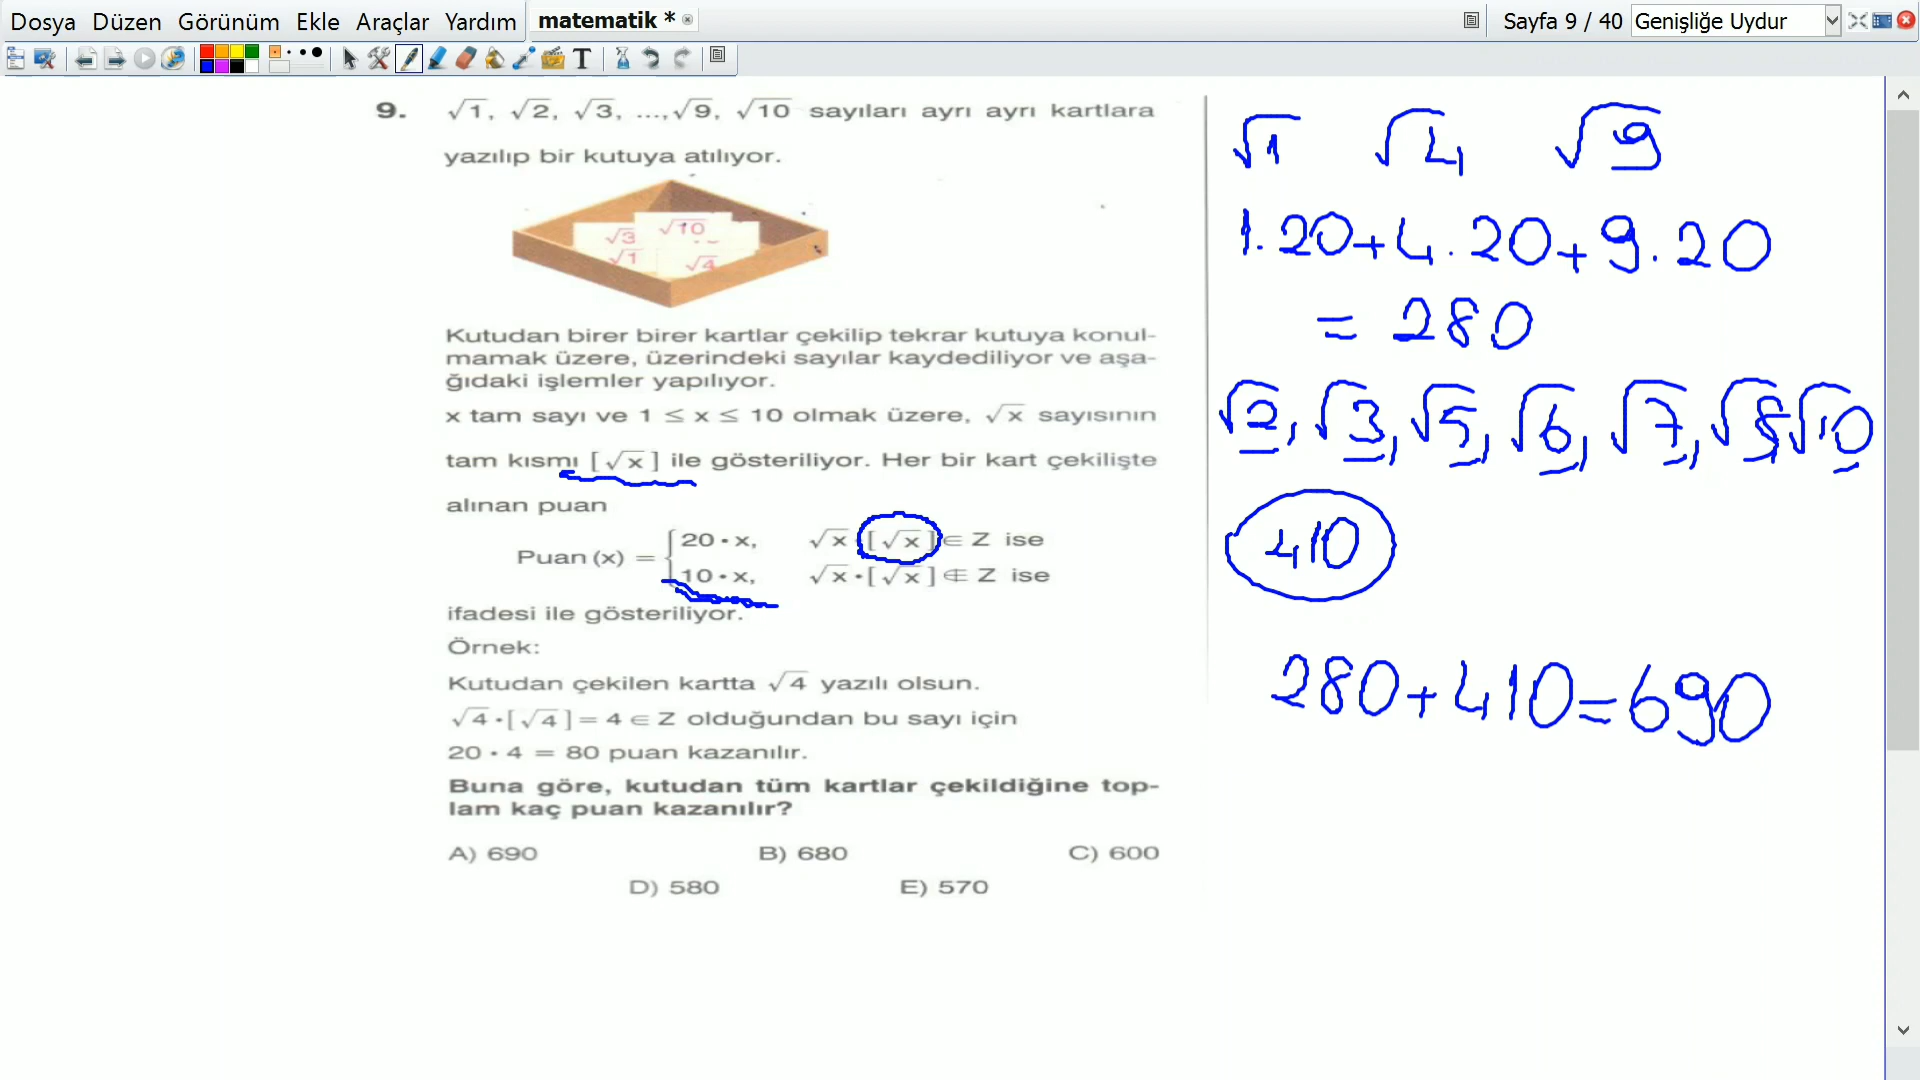 Dosya Düzen Görünüm Ekle Araçlar Yardım matematik * Sayfa 9 / 40 Genişliğe Uydur
T
9. √1, √2, √3, ...,√9, √10 sayıları ayrı ayrı kartlara
yazılıp bir kutuya atılıyor.
√10
√3
√1
√4
Kutudan birer birer kartlar çekilip tekrar kutuya konul-
mamak üzere, üzerindeki sayılar kaydediliyor ve aşa-
ğıdaki işlemler yapılıyor.
x tam sayı ve 1 ≤ x ≤ 10 olmak üzere, √x sayısının
tam kısmı [√x] ile gösteriliyor. Her bir kart çekilişte
alınan puan
Puan (x) = { 20 • x, √x [√x] ∈ Z ise
10 • x, √x • [√x] ∉ Z ise
ifadesi ile gösteriliyor.
Örnek:
Kutudan çekilen kartta √4 yazılı olsun.
√4 • [√4] = 4 ∈ Z olduğundan bu sayı için
20 • 4 = 80 puan kazanılır.
Buna göre, kutudan tüm kartlar çekildiğine top-
lam kaç puan kazanılır?
A) 690 B) 680 C) 600
D) 580 E) 570
√1 √4 √9
1.20+4.20+9.20
= 280
√2, √3, √5, √6, √7, √8 √10
410
280+410=690